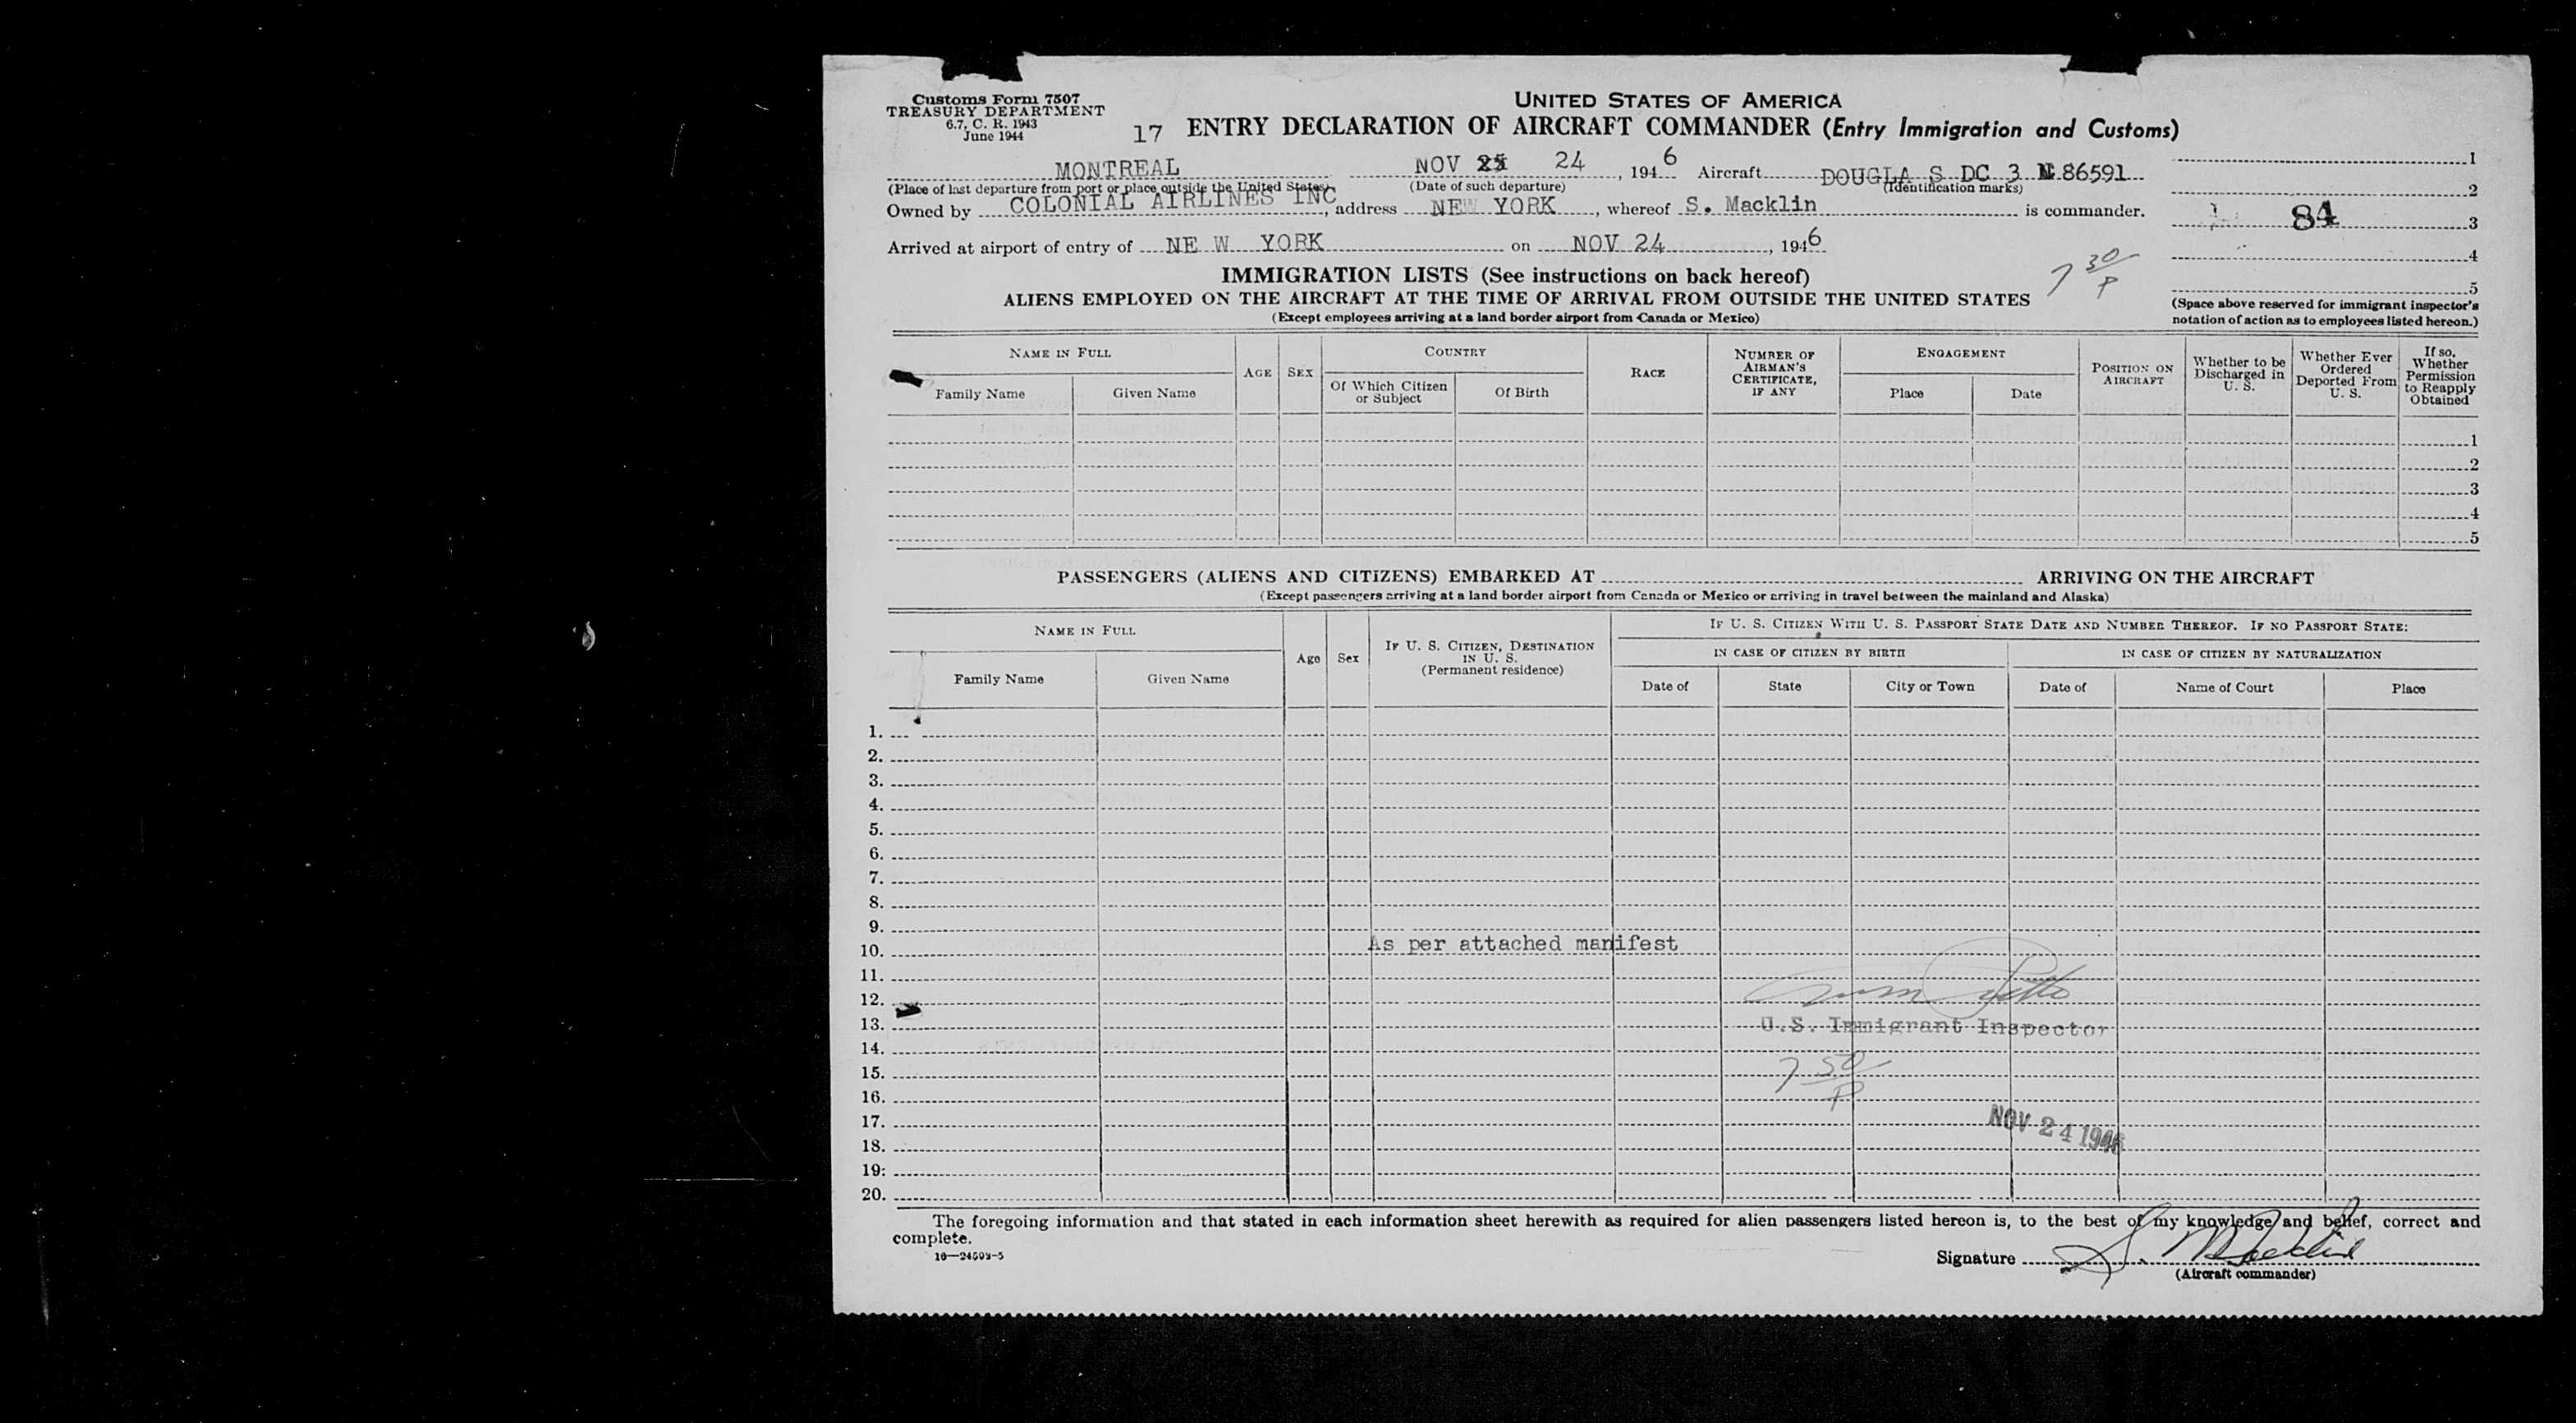 Customs Form 7507
TREASURY DEPARTMENT
6.7, C. R. 1943
June 1944
UNITED STATES OF AMERICA
17 ENTRY DECLARATION OF AIRCRAFT COMMANDER (Entry Immigration and Customs)
MONTREAL NOV 24, 1946 Aircraft DOUGLA S DC 3 N 86591
(Place of last departure from port or place outside the United States) (Date of such departure) (Identification marks)
Owned by COLONIAL AIRLINES INC, address NEW YORK, whereof S. Macklin is commander.
Arrived at airport of entry of NE W YORK on NOV 24, 1946
1
2
84 3
4
5
7 30/P
(Space above reserved for immigrant inspector's
notation of action as to employees listed hereon.)
IMMIGRATION LISTS (See instructions on back hereof)
ALIENS EMPLOYED ON THE AIRCRAFT AT THE TIME OF ARRIVAL FROM OUTSIDE THE UNITED STATES
(Except employees arriving at a land border airport from Canada or Mexico)
NAME IN FULL
Family Name
Given Name
AGE
SEX
COUNTRY
Of Which Citizen
or Subject
Of Birth
RACE
NUMBER OF
AIRMAN'S
CERTIFICATE,
IF ANY
ENGAGEMENT
Place
Date
POSITION ON
AIRCRAFT
Whether to be
Discharged in
U. S.
Whether Ever
Ordered
Deported From
U. S.
If so,
Whether
Permission
to Reapply
Obtained
1
2
3
4
5
PASSENGERS (ALIENS AND CITIZENS) EMBARKED AT ARRIVING ON THE AIRCRAFT
(Except passengers arriving at a land border airport from Canada or Mexico or arriving in travel between the mainland and Alaska)
NAME IN FULL
Family Name
Given Name
Age
Sex
IF U. S. CITIZEN, DESTINATION
IN U. S.
(Permanent residence)
IF U. S. CITIZEN WITH U. S. PASSPORT STATE DATE AND NUMBER THEREOF. IF NO PASSPORT STATE:
IN CASE OF CITIZEN BY BIRTH
IN CASE OF CITIZEN BY NATURALIZATION
Date of
State
City or Town
Date of
Name of Court
Place
1.
2.
3.
4.
5.
6.
7.
8.
9.
10. As per attached manifest
11.
12.
13. U.S. Immigrant Inspector
14.
15. 7 50/P
16.
17. NOV 24 1946
18.
19:
20.
The foregoing information and that stated in each information sheet herewith as required for alien passengers listed hereon is, to the best of my knowledge and belief, correct and
complete.
Signature S. Macklin
(Aircraft commander)